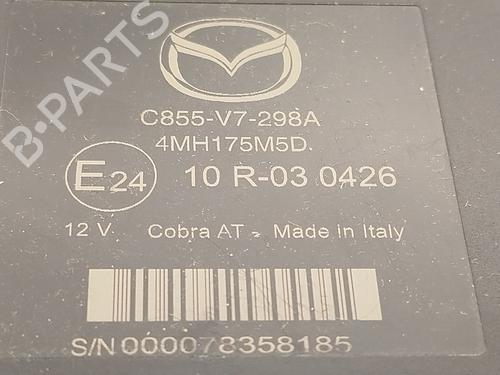 B-PARTS
C855-V7-298A
4MH175M5D.
E24 10 R-03 0426
12 V. Cobra AT - Made in Italy
S/N 000078358185